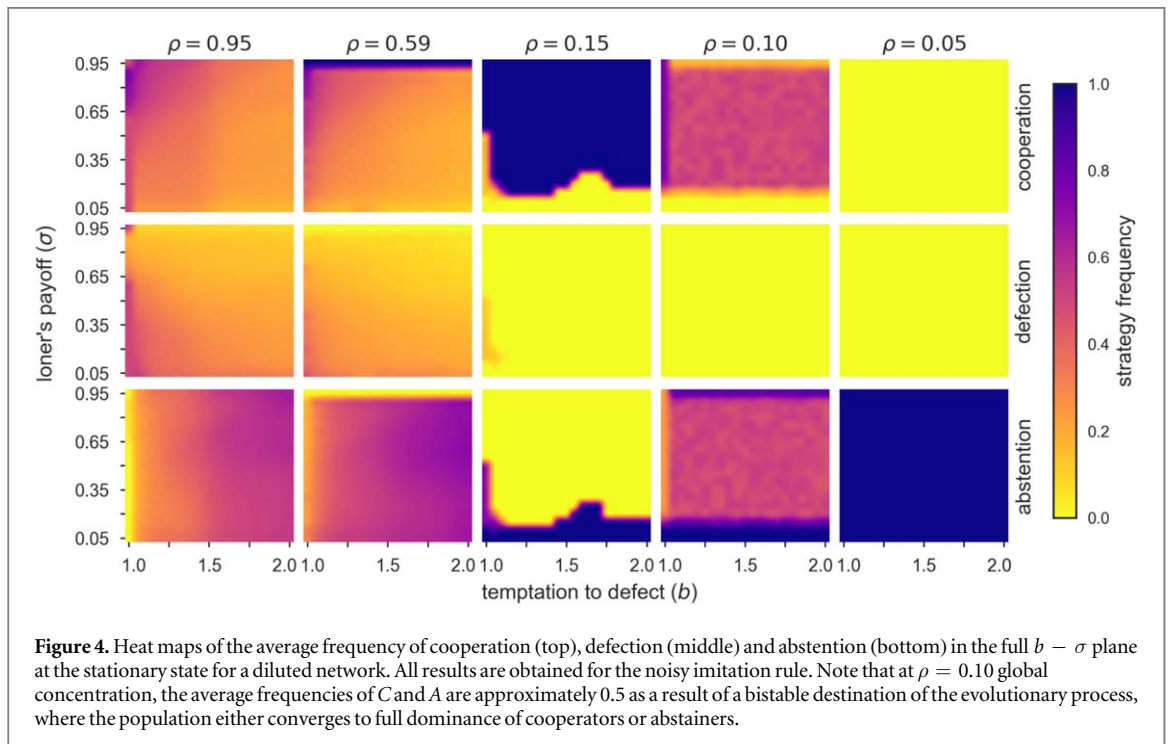 ρ = 0.95 ρ = 0.59 ρ = 0.15 ρ = 0.10 ρ = 0.05
0.95
0.65
0.35
0.05
cooperation
0.95
0.65
0.35
0.05
defection
0.95
0.65
0.35
0.05
abstention
loner's payoff (σ)
1.0 1.5 2.0 1.0 1.5 2.0 1.0 1.5 2.0 1.0 1.5 2.0 1.0 1.5 2.0
temptation to defect (b)
1.0
0.8
0.6
0.4
0.2
0.0
strategy frequency
Figure 4. Heat maps of the average frequency of cooperation (top), defection (middle) and abstention (bottom) in the full b − σ plane
at the stationary state for a diluted network. All results are obtained for the noisy imitation rule. Note that at ρ = 0.10 global
concentration, the average frequencies of C and A are approximately 0.5 as a result of a bistable destination of the evolutionary process,
where the population either converges to full dominance of cooperators or abstainers.